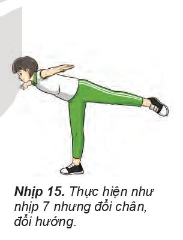 Nhịp 15. Thực hiện như
nhịp 7 nhưng đổi chân,
đổi hướng.